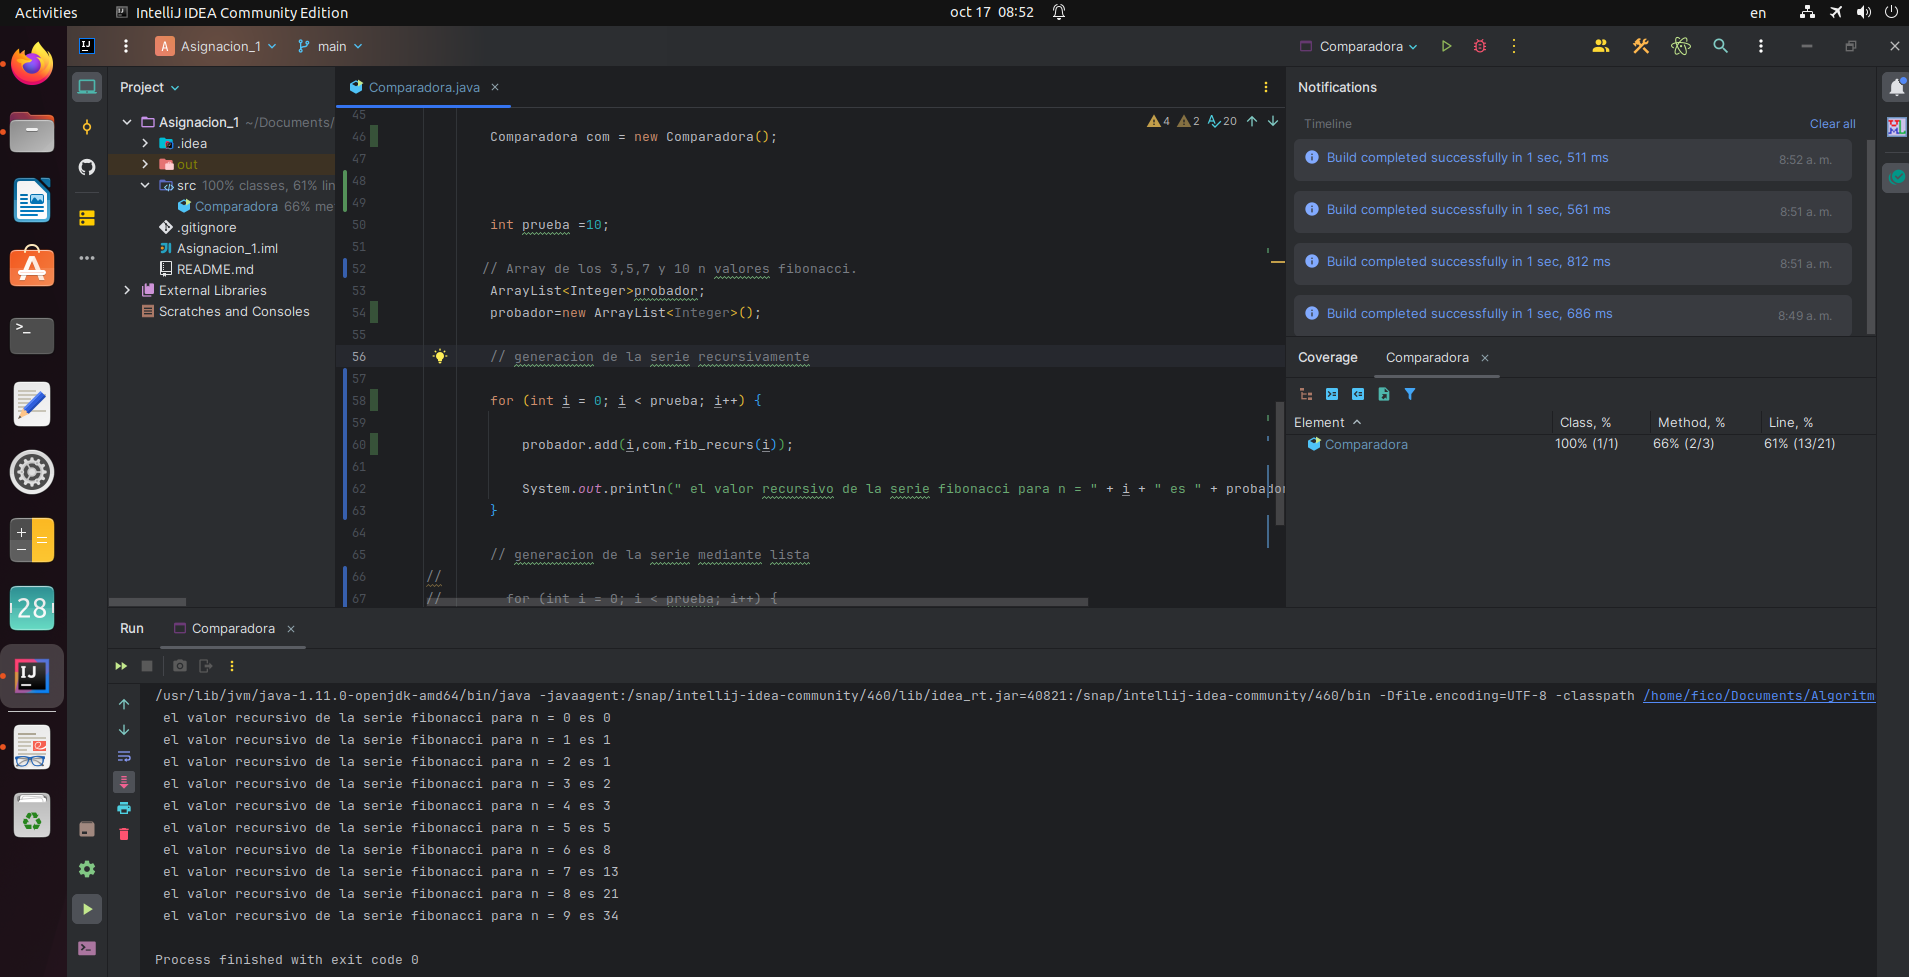 Activities
IntelliJ IDEA Community Edition
oct 17 08:52
en
IJ
A Asignacion_1
main
Comparadora
Project
Asignacion_1 ~/Documents/
.idea
out
src 100% classes, 61% lin
Comparadora 66% me
.gitignore
Asignacion_1.iml
README.md
External Libraries
Scratches and Consoles
Comparadora.java
4 2 20
45
46 Comparadora com = new Comparadora();
47
48
49
50 int prueba =10;
51
52 // Array de los 3,5,7 y 10 n valores fibonacci.
53 ArrayList<Integer>probador;
54 probador=new ArrayList<Integer>();
55
56 // generacion de la serie recursivamente
57
58 for (int i = 0; i < prueba; i++) {
59
60 probador.add(i,com.fib_recurs(i));
61
62 System.out.println(" el valor recursivo de la serie fibonacci para n = " + i + " es " + probador
63 }
64
65 // generacion de la serie mediante lista
66 //
67 // for (int i = 0; i < prueba; i++) {
Notifications
Timeline
Clear all
Build completed successfully in 1 sec, 511 ms 8:52 a. m.
Build completed successfully in 1 sec, 561 ms 8:51 a. m.
Build completed successfully in 1 sec, 812 ms 8:51 a. m.
Build completed successfully in 1 sec, 686 ms 8:49 a. m.
Coverage Comparadora
Element Class, % Method, % Line, %
Comparadora 100% (1/1) 66% (2/3) 61% (13/21)
28
IJ
Run Comparadora
/usr/lib/jvm/java-1.11.0-openjdk-amd64/bin/java -javaagent:/snap/intellij-idea-community/460/lib/idea_rt.jar=40821:/snap/intellij-idea-community/460/bin -Dfile.encoding=UTF-8 -classpath /home/fico/Documents/Algoritm
el valor recursivo de la serie fibonacci para n = 0 es 0
el valor recursivo de la serie fibonacci para n = 1 es 1
el valor recursivo de la serie fibonacci para n = 2 es 1
el valor recursivo de la serie fibonacci para n = 3 es 2
el valor recursivo de la serie fibonacci para n = 4 es 3
el valor recursivo de la serie fibonacci para n = 5 es 5
el valor recursivo de la serie fibonacci para n = 6 es 8
el valor recursivo de la serie fibonacci para n = 7 es 13
el valor recursivo de la serie fibonacci para n = 8 es 21
el valor recursivo de la serie fibonacci para n = 9 es 34
Process finished with exit code 0